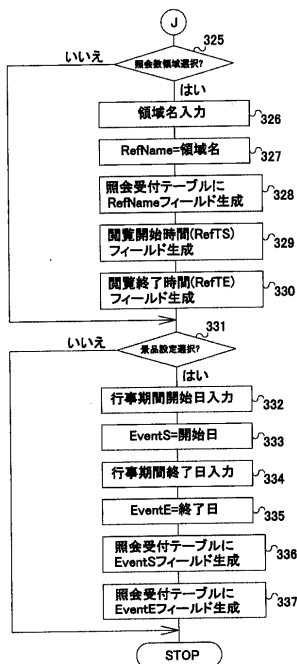 J
325
照会数領域選択?
いいえ
はい
領域名入力
326
RefName=領域名
327
照会受付テーブルに
RefNameフィールド生成
328
閲覧開始時間(RefTS)
フィールド生成
329
閲覧終了時間(RefTE)
フィールド生成
330
331
いいえ
景品設定選択?
はい
行事期間開始日入力
332
EventS=開始日
333
行事期間終了日入力
334
EventE=終了日
335
照会受付テーブルに
EventSフィールド生成
336
照会受付テーブルに
EventEフィールド生成
337
STOP